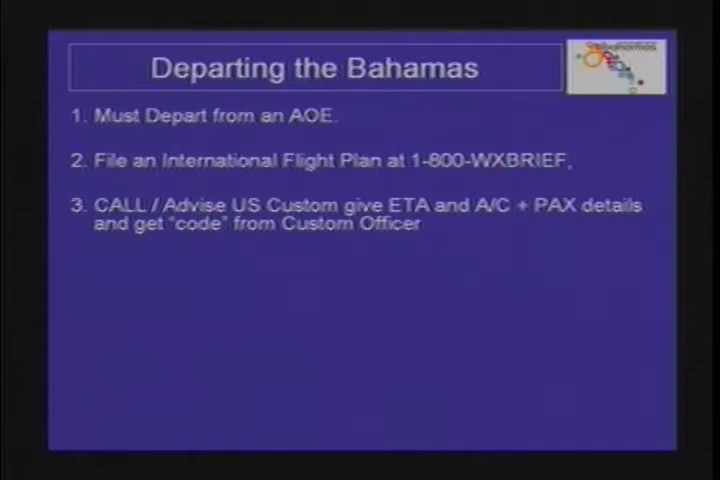 Departing the Bahamas
bahamas
1. Must Depart from an AOE.
2. File an International Flight Plan at 1-800-WXBRIEF,
3. CALL / Advise US Custom give ETA and A/C + PAX details
and get “code” from Custom Officer